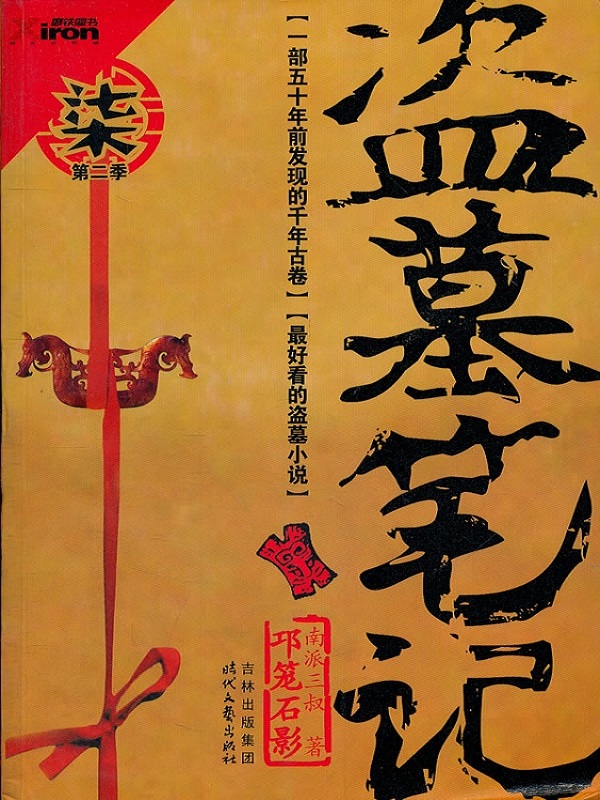 磨铁图书
iron
柒
第二季
【一部五十年前发现的千年古卷】【最好看的盗墓小说】
盗墓笔记
南派三叔 著
邛笼石影
吉林出版集团
时代文艺出版社